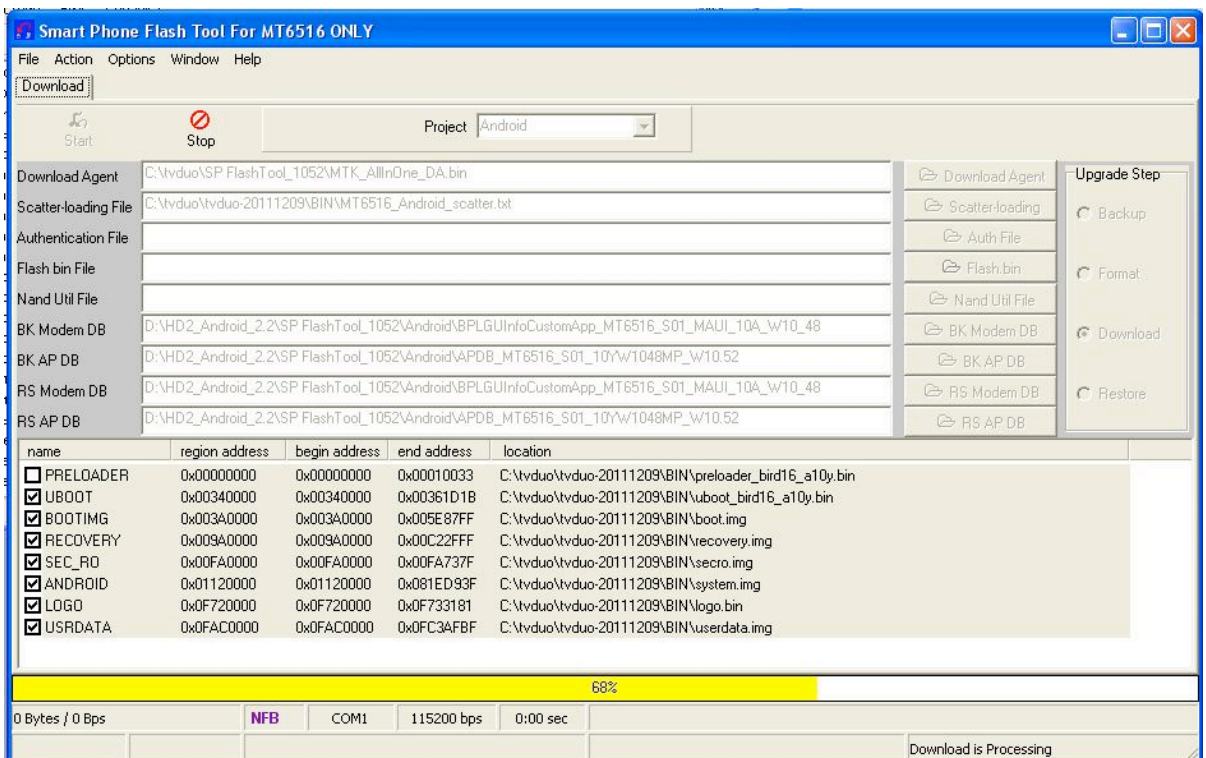 Smart Phone Flash Tool For MT6516 ONLY
File Action Options Window Help
Download
Start Stop Project Android
Download Agent C:\tvduo\SP FlashTool_1052\MTK_AllInOne_DA.bin Download Agent Upgrade Step
Scatter-loading File C:\tvduo\tvduo-20111209\BIN\MT6516_Android_scatter.txt Scatter-loading Backup
Authentication File Auth File
Flash bin File Flash.bin Format
Nand Util File Nand Util File
BK Modem DB D:\HD2_Android_2.2\SP FlashTool_1052\Android\BPLGUInfoCustomApp_MT6516_S01_MAUI_10A_W10_48 BK Modem DB Download
BK AP DB D:\HD2_Android_2.2\SP FlashTool_1052\Android\APDB_MT6516_S01_10YW1048MP_W10.52 BK AP DB
RS Modem DB D:\HD2_Android_2.2\SP FlashTool_1052\Android\BPLGUInfoCustomApp_MT6516_S01_MAUI_10A_W10_48 RS Modem DB Restore
RS AP DB D:\HD2_Android_2.2\SP FlashTool_1052\Android\APDB_MT6516_S01_10YW1048MP_W10.52 RS AP DB
name region address begin address end address location
PRELOADER 0x00000000 0x00000000 0x00010033 C:\tvduo\tvduo-20111209\BIN\preloader_bird16_a10y.bin
UBOOT 0x00340000 0x00340000 0x00361D1B C:\tvduo\tvduo-20111209\BIN\uboot_bird16_a10y.bin
BOOTIMG 0x003A0000 0x003A0000 0x005E87FF C:\tvduo\tvduo-20111209\BIN\boot.img
RECOVERY 0x009A0000 0x009A0000 0x00C22FFF C:\tvduo\tvduo-20111209\BIN\recovery.img
SEC_RO 0x00FA0000 0x00FA0000 0x00FA737F C:\tvduo\tvduo-20111209\BIN\secro.img
ANDROID 0x01120000 0x01120000 0x081ED93F C:\tvduo\tvduo-20111209\BIN\system.img
LOGO 0x0F720000 0x0F720000 0x0F733181 C:\tvduo\tvduo-20111209\BIN\logo.bin
USRDATA 0x0FAC0000 0x0FAC0000 0x0FC3AFBF C:\tvduo\tvduo-20111209\BIN\userdata.img
68%
0 Bytes / 0 Bps NFB COM1 115200 bps 0:00 sec
Download is Processing